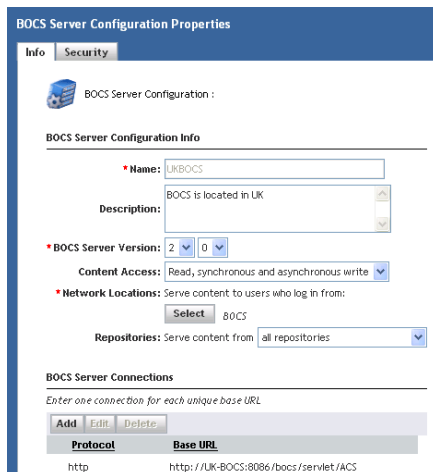 BOCS Server Configuration Properties
Info Security
BOCS Server Configuration :
BOCS Server Configuration Info
* Name: UKBOCS
Description: BOCS is located in UK
* BOCS Server Version: 2 0
Content Access: Read, synchronous and asynchronous write
* Network Locations: Serve content to users who log in from:
Select BOCS
Repositories: Serve content from all repositories
BOCS Server Connections
Enter one connection for each unique base URL
Add Edit Delete
Protocol Base URL
http http://UK-BOCS:8086/bocs/servlet/ACS